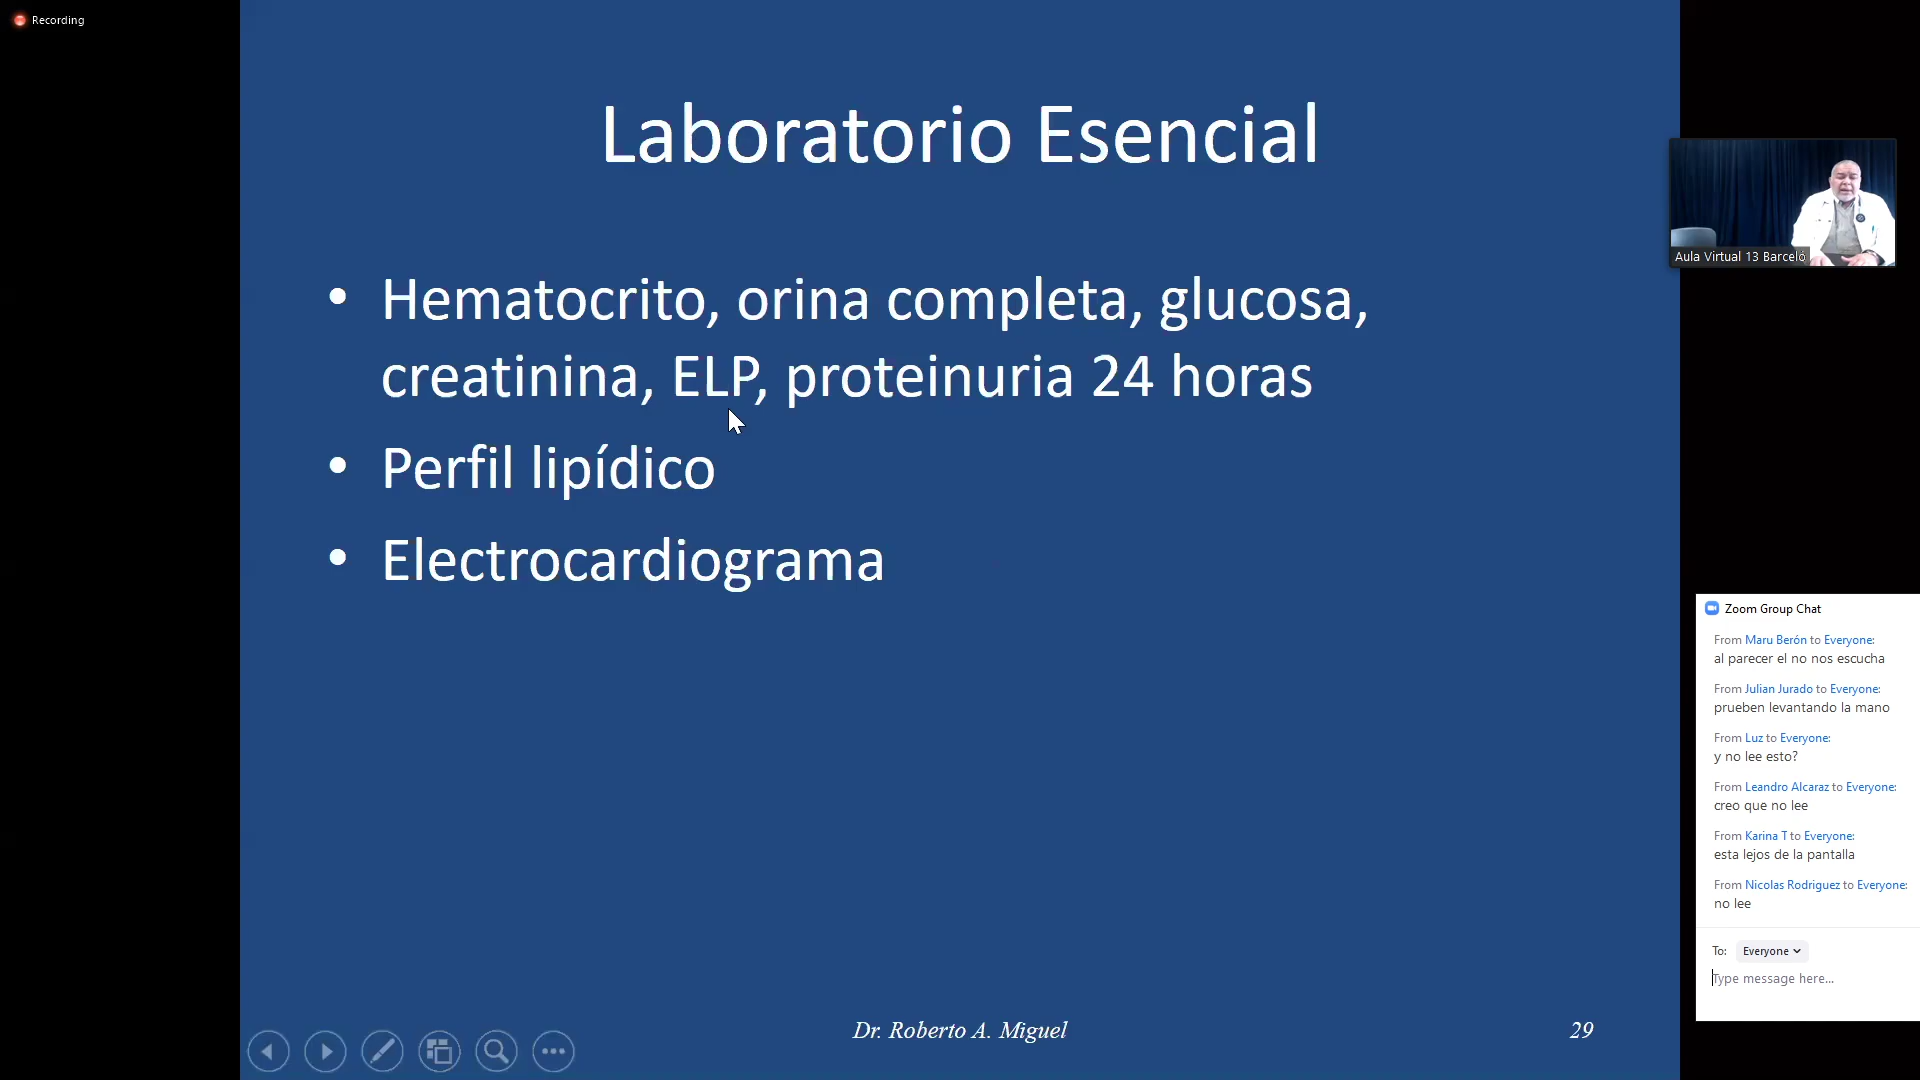 Recording
Laboratorio Esencial
• Hematocrito, orina completa, glucosa,
creatinina, ELP, proteinuria 24 horas
• Perfil lipídico
• Electrocardiograma
Dr. Roberto A. Miguel
29
Aula Virtual 13 Barceló
Zoom Group Chat
From Maru Berón to Everyone:
al parecer el no nos escucha
From Julian Jurado to Everyone:
prueben levantando la mano
From Luz to Everyone:
y no lee esto?
From Leandro Alcaraz to Everyone:
creo que no lee
From Karina T to Everyone:
esta lejos de la pantalla
From Nicolas Rodriguez to Everyone:
no lee
To: Everyone
Type message here...